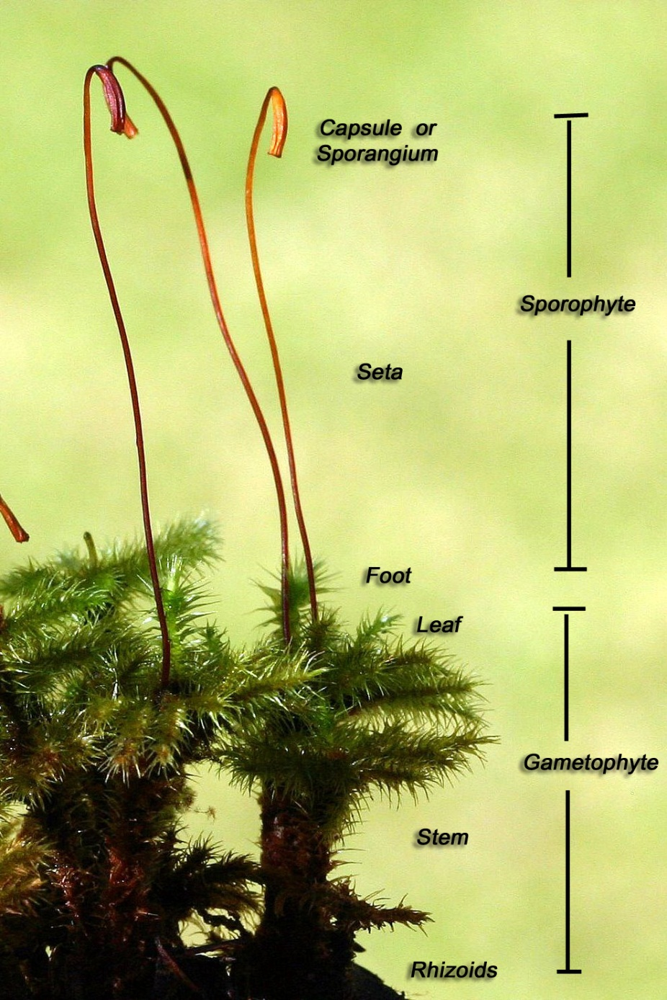 Capsule or
Sporangium
Sporophyte
Seta
Foot
Leaf
Gametophyte
Stem
Rhizoids